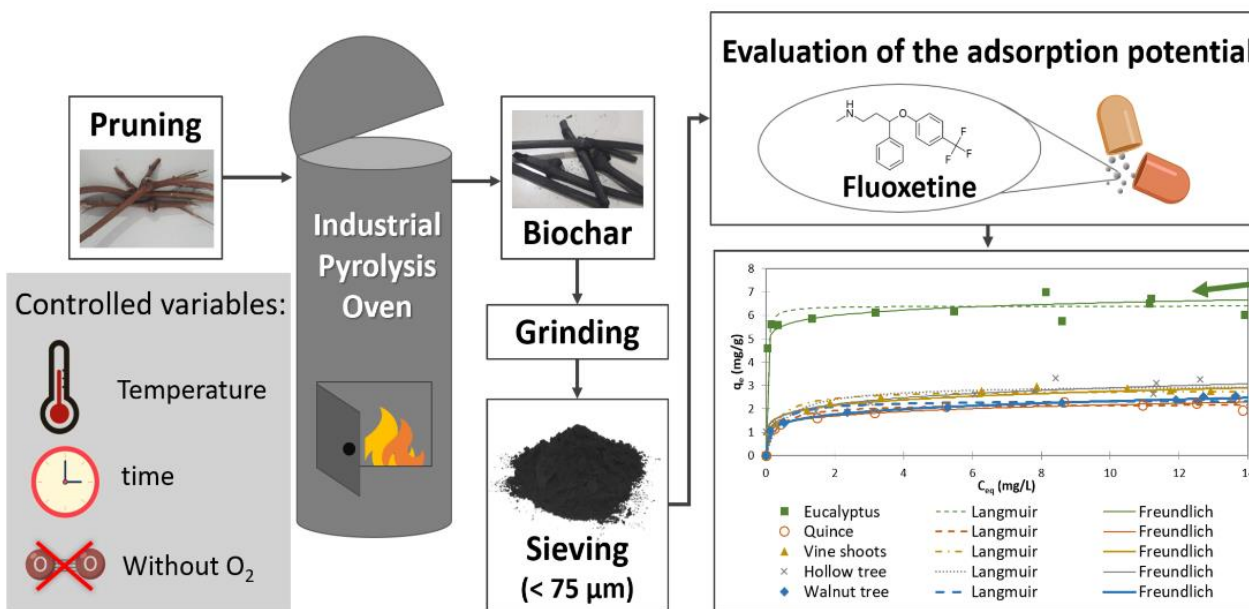 Pruning
Controlled variables:
Temperature
time
O O
Without O₂
Industrial
Pyrolysis
Oven
Biochar
Grinding
Sieving
(< 75 µm)
Evaluation of the adsorption potential
H
N
O
F
F
F
Fluoxetine
8
7
6
5
4
3
2
1
0
qe (mg/g)
0 2 4 6 8 10 12 14
Ceq (mg/L)
Eucalyptus Langmuir Freundlich
Quince Langmuir Freundlich
Vine shoots Langmuir Freundlich
Hollow tree Langmuir Freundlich
Walnut tree Langmuir Freundlich